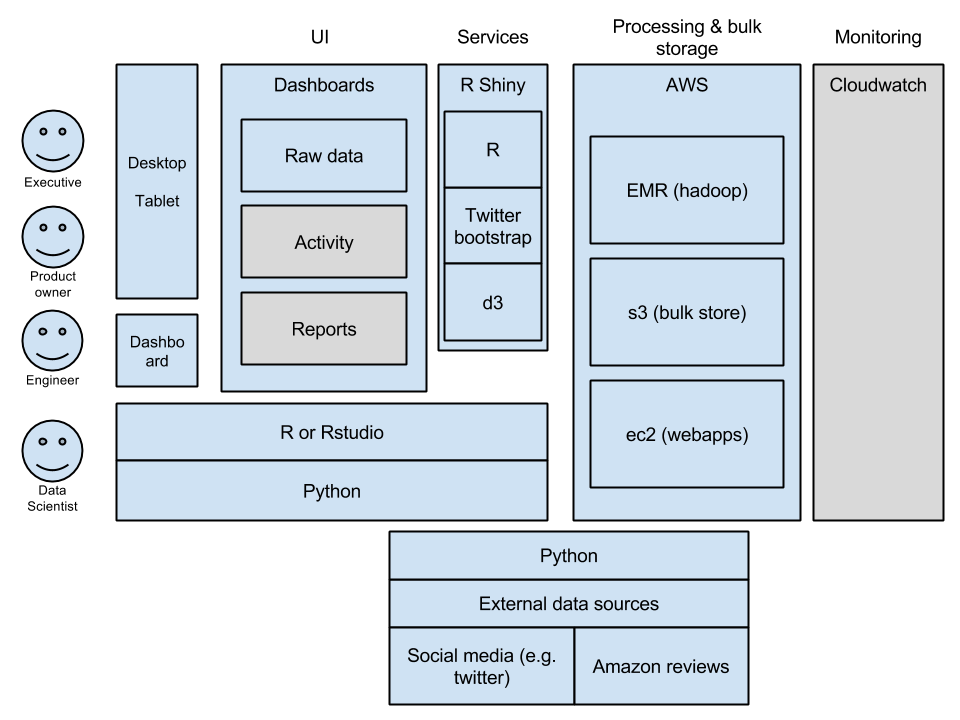 UI
Services
Processing & bulk
storage
Monitoring
Executive
Product
owner
Engineer
Data
Scientist
Desktop
Tablet
Dashbo
ard
Dashboards
Raw data
Activity
Reports
R Shiny
R
Twitter
bootstrap
d3
AWS
EMR (hadoop)
s3 (bulk store)
ec2 (webapps)
Cloudwatch
R or Rstudio
Python
Python
External data sources
Social media (e.g.
twitter)
Amazon reviews